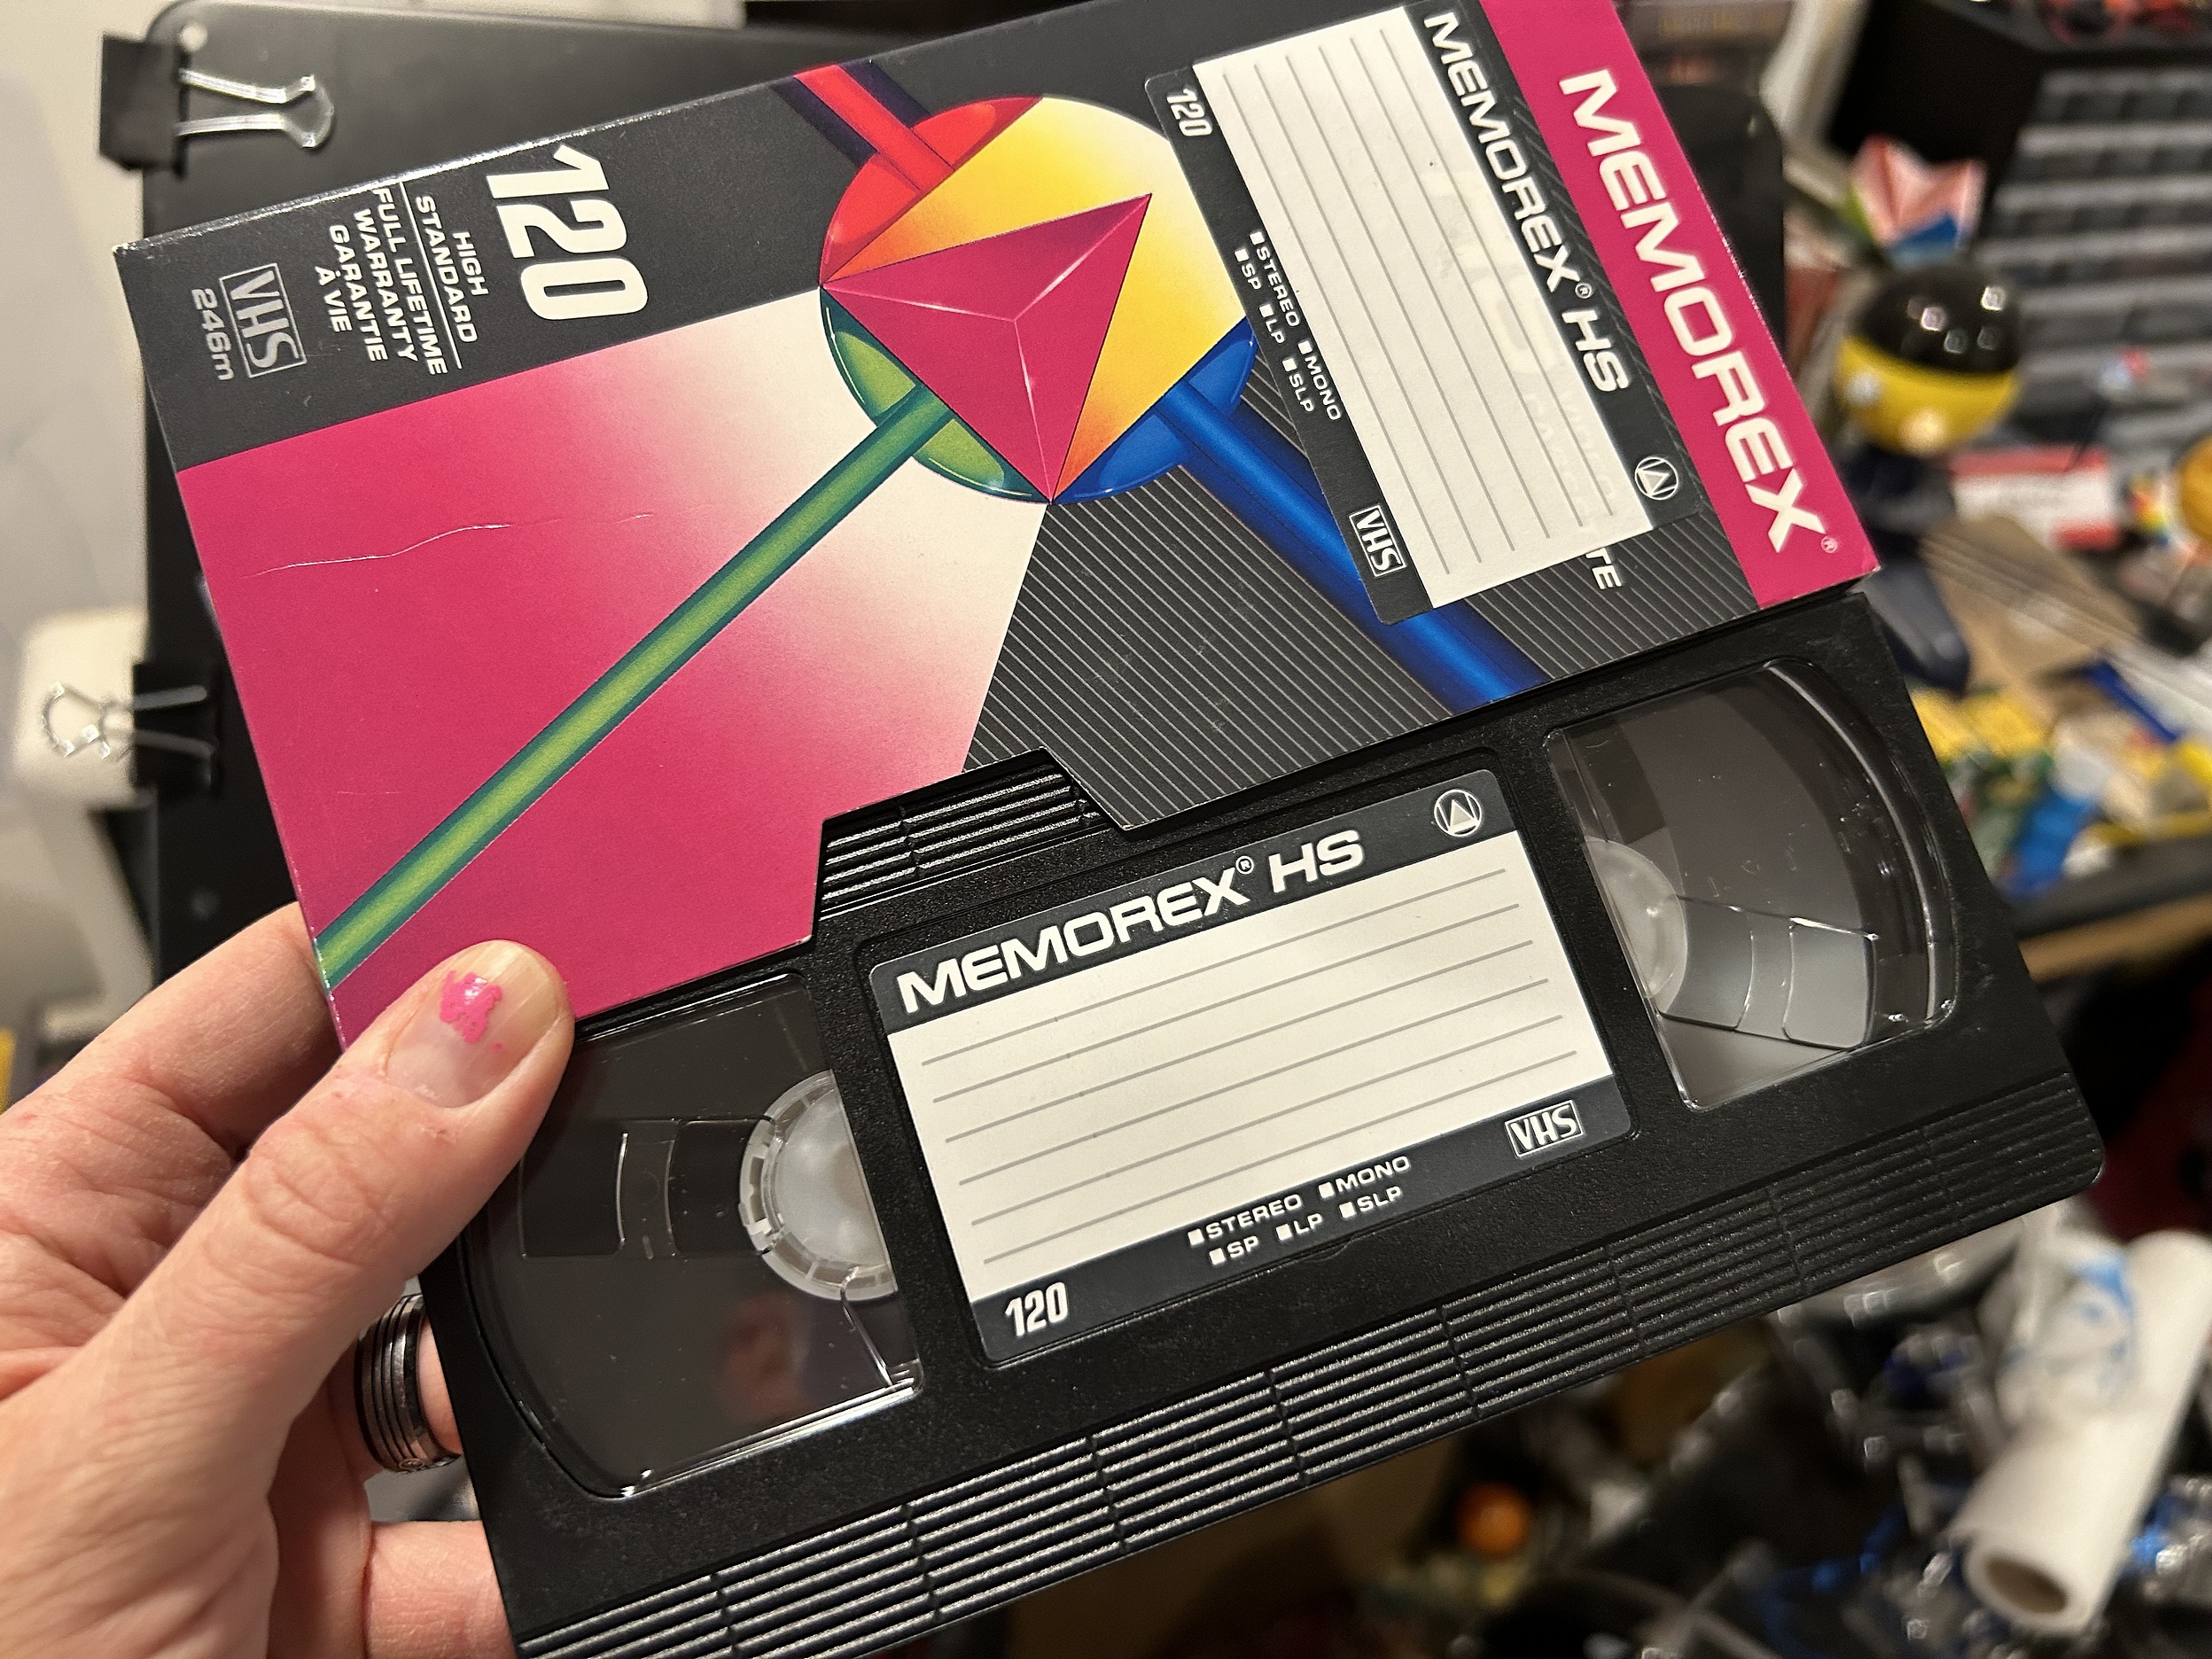 MEMOREX®
MEMOREX® HS
120
STEREO MONO
SP LP SLP
VHS
TE
120
HIGH
STANDARD
FULL LIFETIME
WARRANTY
GARANTIE
À VIE
VHS
246m
MEMOREX® HS
STEREO MONO
SP LP SLP
VHS
120